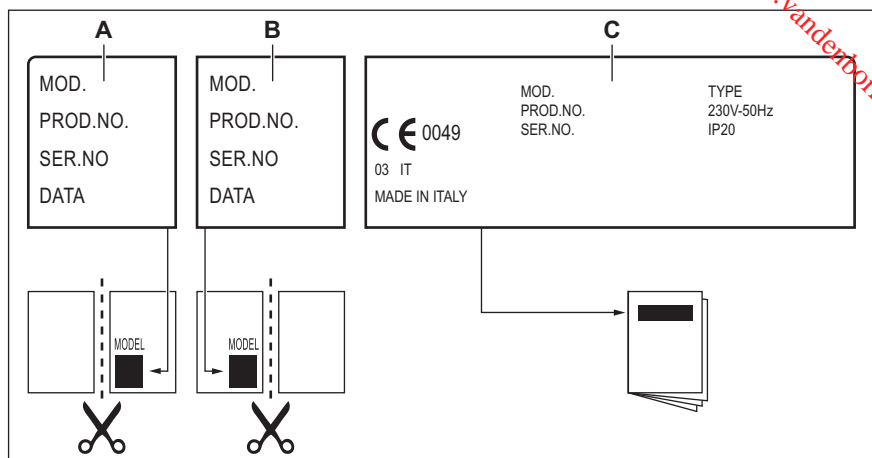 A
B
C
MOD.
PROD.NO.
SER.NO
DATA
MOD.
PROD.NO.
SER.NO
DATA
MOD.
PROD.NO.
SER.NO.
TYPE
230V-50Hz
IP20
CE 0049
03 IT
MADE IN ITALY
MODEL
MODEL